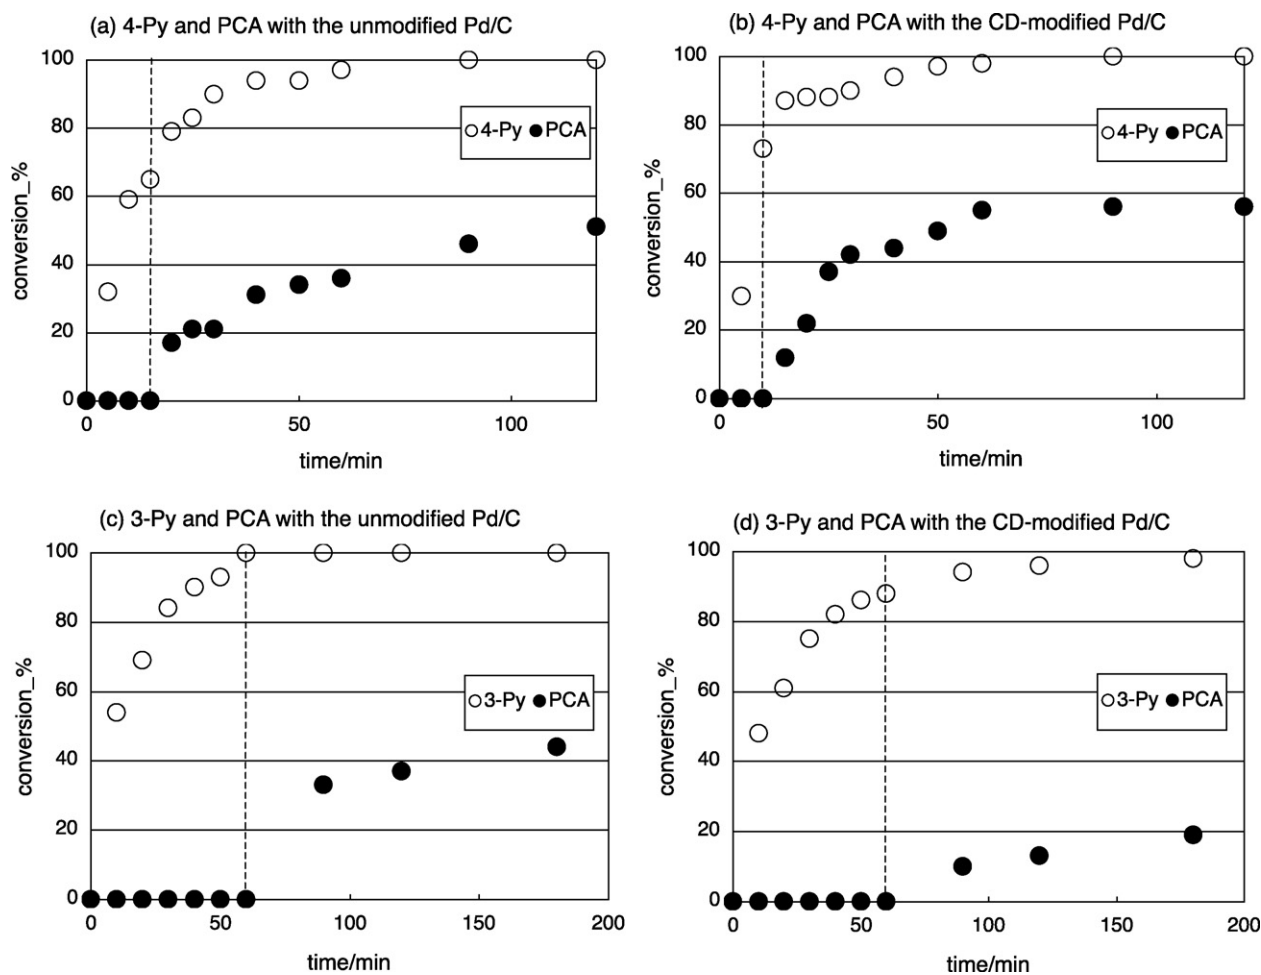 (a) 4-Py and PCA with the unmodified Pd/C
100
80
60
40
20
0
conversion_%
4-Py PCA
0 50 100
time/min
(b) 4-Py and PCA with the CD-modified Pd/C
100
80
60
40
20
0
conversion_%
4-Py PCA
50 100
time/min
(c) 3-Py and PCA with the unmodified Pd/C
100
80
60
40
20
0
conversion_%
3-Py PCA
0 50 100 150 200
time/min
(d) 3-Py and PCA with the CD-modified Pd/C
100
80
60
40
20
0
conversion_%
3-Py PCA
0 50 100 150 200
time/min